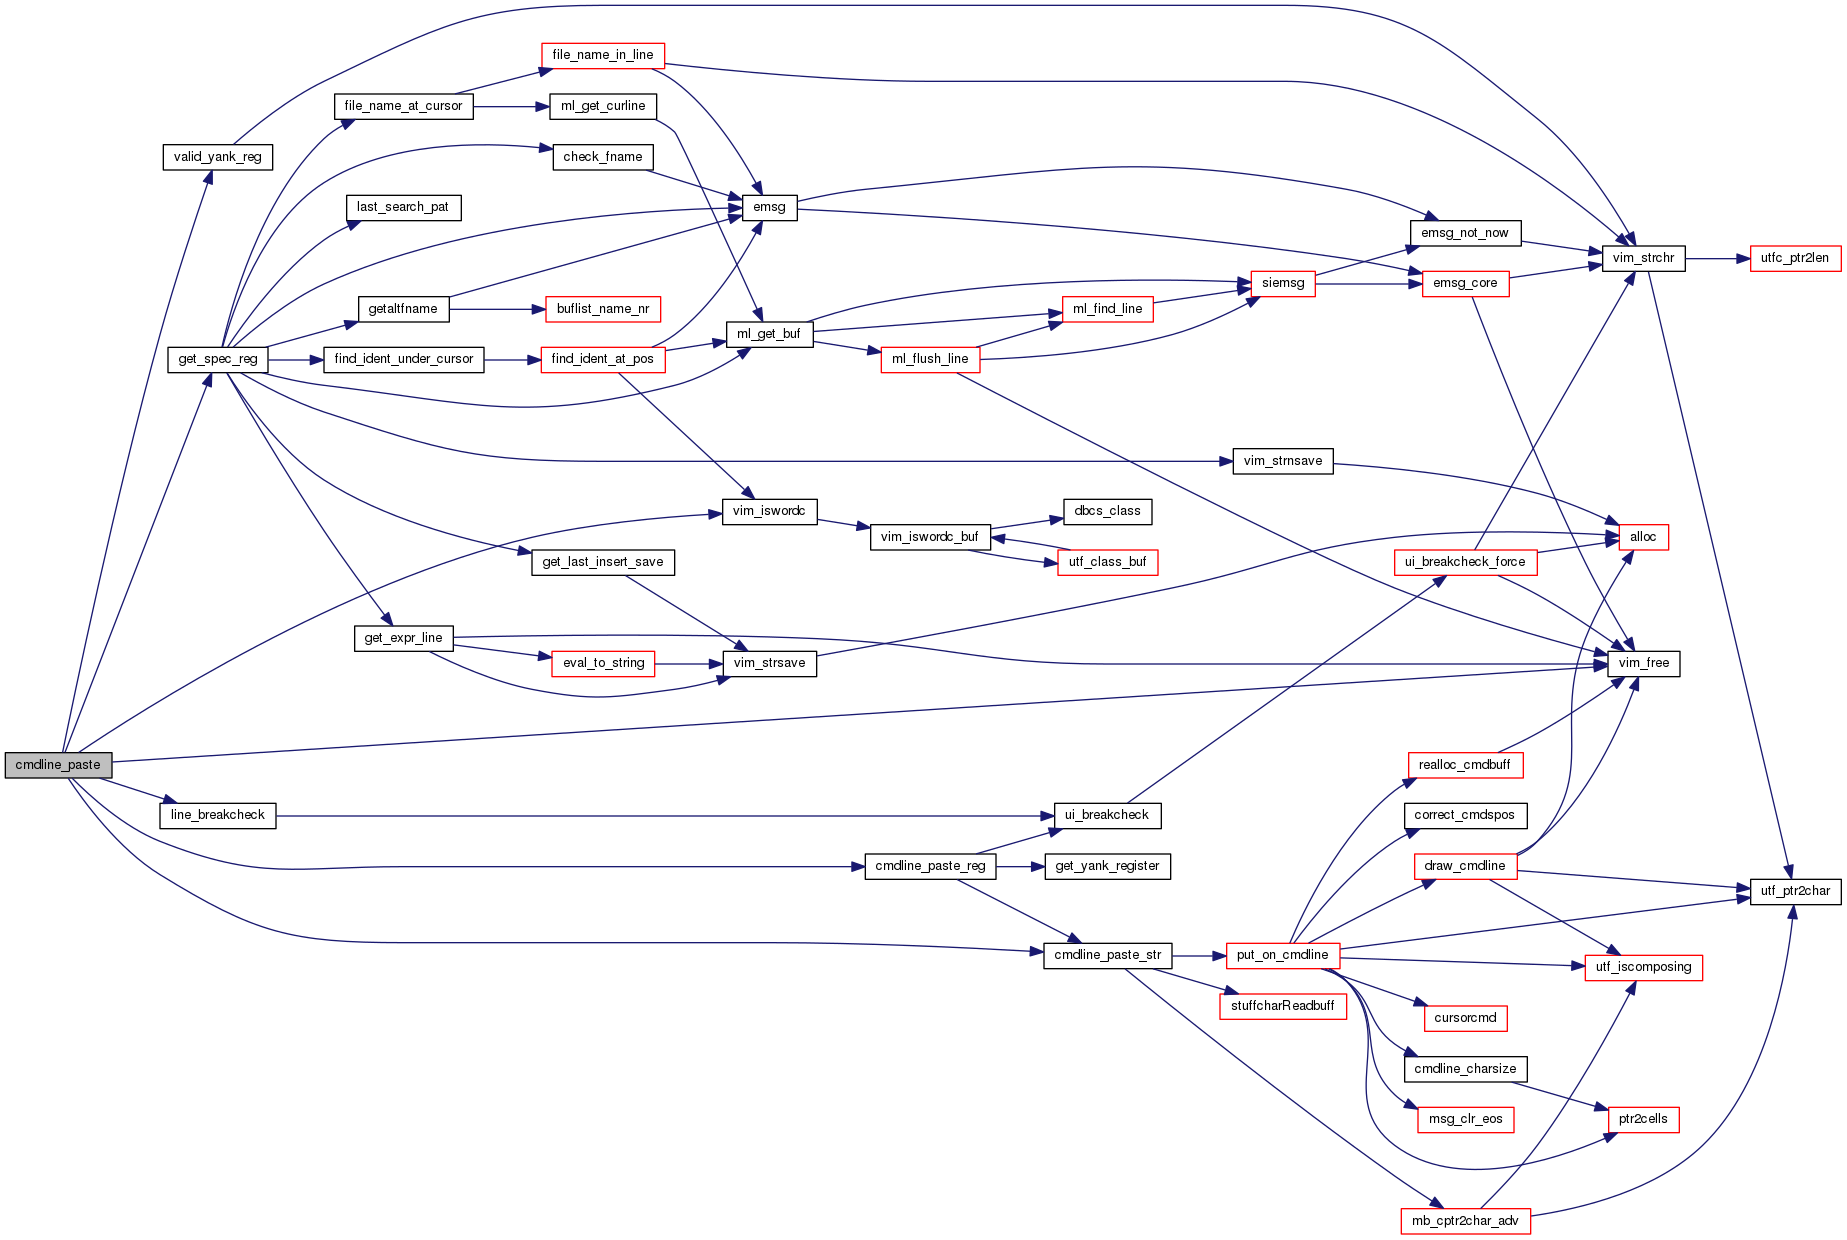 file_name_in_line
file_name_at_cursor
ml_get_curline
valid_yank_reg
check_fname
last_search_pat
emsg
emsg_not_now
vim_strchr
utfc_ptr2len
siemsg
emsg_core
getaltfname
buflist_name_nr
ml_find_line
ml_get_buf
get_spec_reg
find_ident_under_cursor
find_ident_at_pos
ml_flush_line
vim_strnsave
vim_iswordc
dbcs_class
vim_iswordc_buf
alloc
get_last_insert_save
utf_class_buf
ui_breakcheck_force
get_expr_line
eval_to_string
vim_strsave
vim_free
cmdline_paste
realloc_cmdbuff
line_breakcheck
ui_breakcheck
correct_cmdspos
cmdline_paste_reg
get_yank_register
draw_cmdline
utf_ptr2char
cmdline_paste_str
put_on_cmdline
utf_iscomposing
stuffcharReadbuff
cursorcmd
cmdline_charsize
msg_clr_eos
ptr2cells
mb_cptr2char_adv